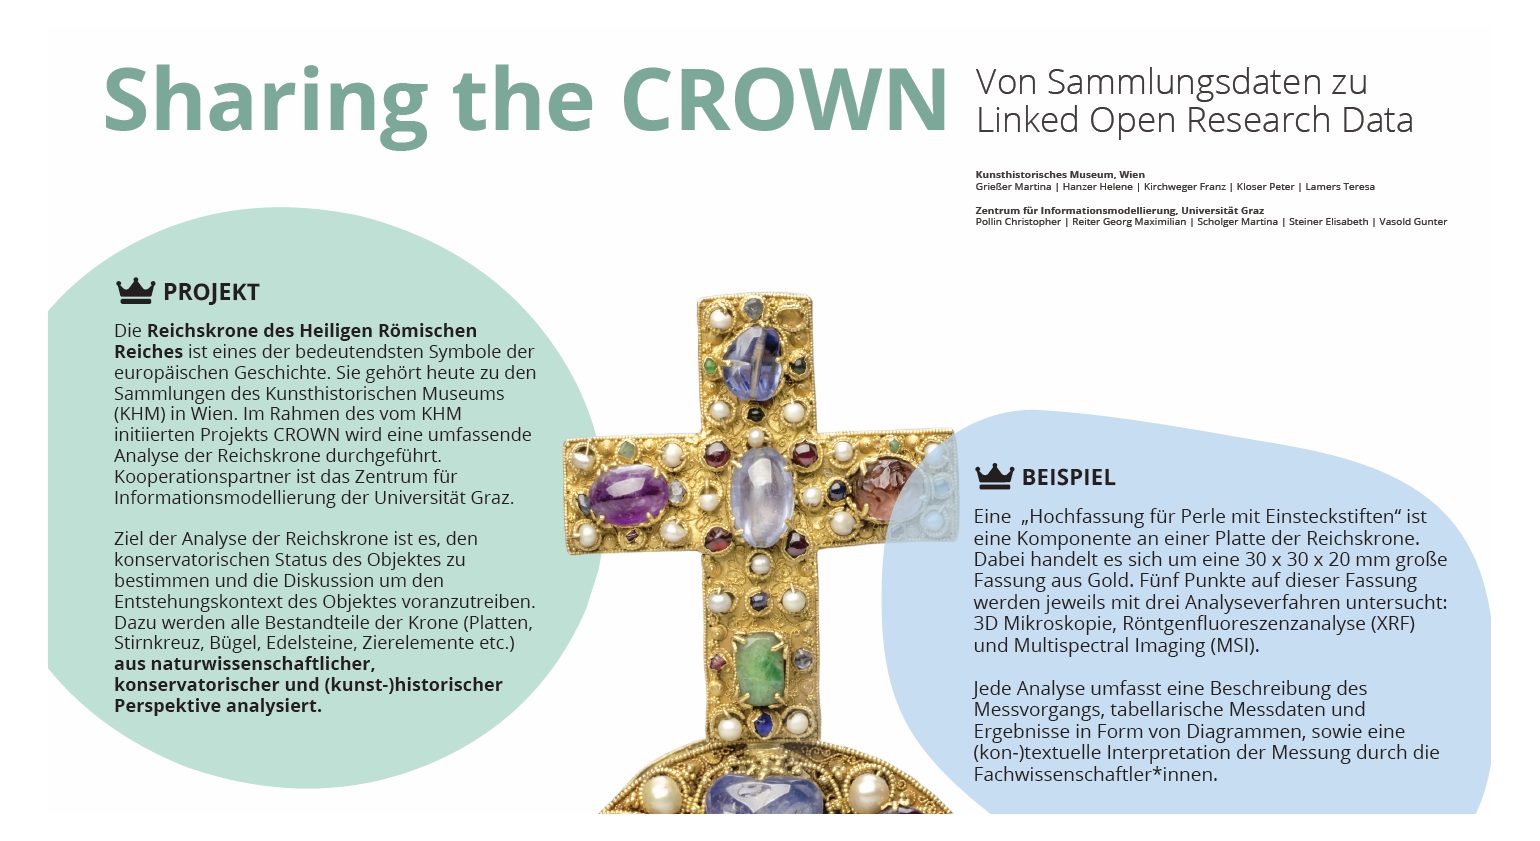 Sharing the CROWN
Von Sammlungsdaten zu
Linked Open Research Data
Kunsthistorisches Museum, Wien
Grießer Martina | Hanzer Helene | Kirchweger Franz | Kloser Peter | Lamers Teresa
Zentrum für Informationsmodellierung, Universität Graz
Pollin Christopher | Reiter Georg Maximilian | Scholger Martina | Steiner Elisabeth | Vasold Gunter
PROJEKT
Die Reichskrone des Heiligen Römischen
Reiches ist eines der bedeutendsten Symbole der
europäischen Geschichte. Sie gehört heute zu den
Sammlungen des Kunsthistorischen Museums
(KHM) in Wien. Im Rahmen des vom KHM
initiierten Projekts CROWN wird eine umfassende
Analyse der Reichskrone durchgeführt.
Kooperationspartner ist das Zentrum für
Informationsmodellierung der Universität Graz.
Ziel der Analyse der Reichskrone ist es, den
konservatorischen Status des Objektes zu
bestimmen und die Diskussion um den
Entstehungskontext des Objektes voranzutreiben.
Dazu werden alle Bestandteile der Krone (Platten,
Stirnkreuz, Bügel, Edelsteine, Zierelemente etc.)
aus naturwissenschaftlicher,
konservatorischer und (kunst-)historischer
Perspektive analysiert.
BEISPIEL
Eine „Hochfassung für Perle mit Einsteckstiften“ ist
eine Komponente an einer Platte der Reichskrone.
Dabei handelt es sich um eine 30 x 30 x 20 mm große
Fassung aus Gold. Fünf Punkte auf dieser Fassung
werden jeweils mit drei Analyseverfahren untersucht:
3D Mikroskopie, Röntgenfluoreszenzanalyse (XRF)
und Multispectral Imaging (MSI).
Jede Analyse umfasst eine Beschreibung des
Messvorgangs, tabellarische Messdaten und
Ergebnisse in Form von Diagrammen, sowie eine
(kon-)textuelle Interpretation der Messung durch die
Fachwissenschaftler*innen.